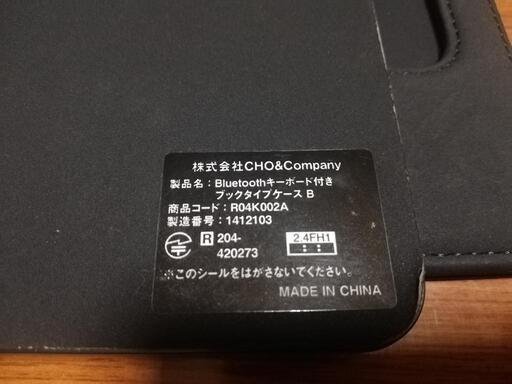 株式会社CHO&Company
製品名：Bluetoothキーボード付き
ブックタイプケース B
商品コード：R04K002A
製造番号：1412103
R 204-
420273
2.4FH1
※このシールをはがさないでください。
MADE IN CHINA